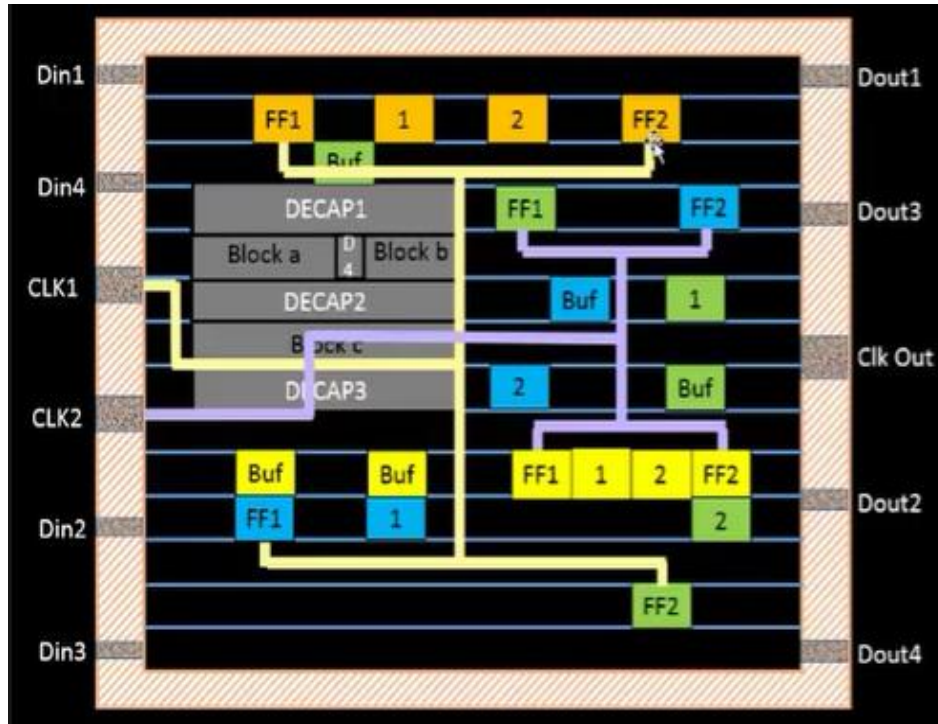 Din1
Dout1
FF1 1 2 FF2
Buf
Din4
DECAP1
FF1 FF2
Dout3
Block a D4 Block b
CLK1
DECAP2
Buf 1
Block c
Clk Out
DECAP3
2 Buf
CLK2
Buf Buf FF1 1 2 FF2
Dout2
Din2
FF1 1 2
FF2
Din3
Dout4